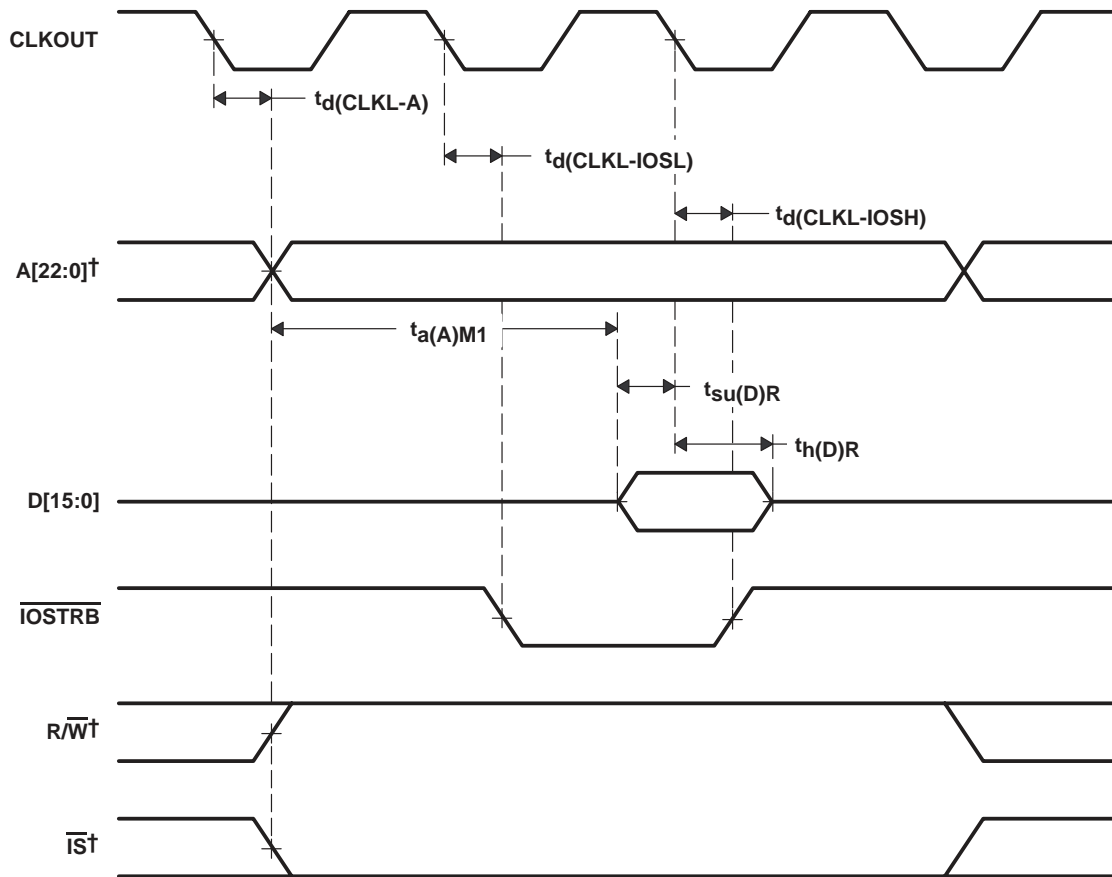 CLKOUT
td(CLKL-A)
td(CLKL-IOSL)
td(CLKL-IOSH)
A[22:0]†
ta(A)M1
tsu(D)R
th(D)R
D[15:0]
IOSTRB
R/W†
IS†